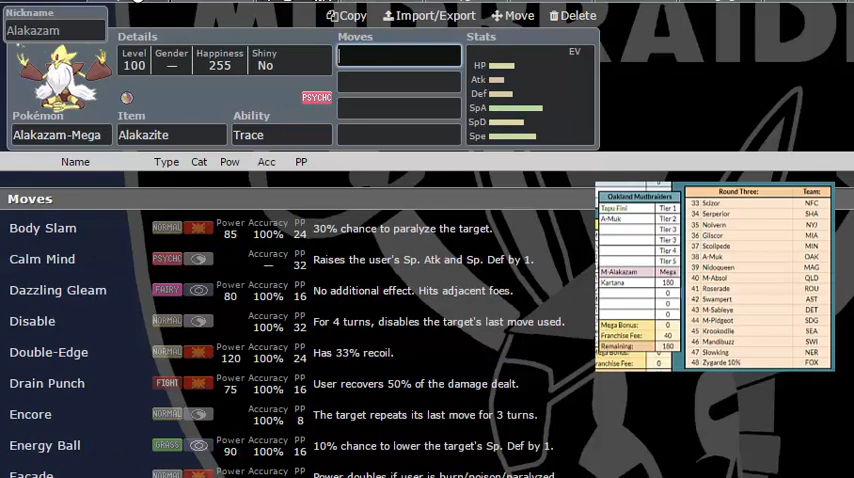 MUDBRAIDE
Nickname
Alakazam
Copy Import/Export Move Delete
Details
Level Gender Happiness Shiny
100 — 255 No
PSYCHC
Pokémon Item Ability
Alakazam-Mega Alakazite Trace
Moves
Stats
EV
HP
Atk
Def
SpA
SpD
Spe
Name Type Cat Pow Acc PP
Moves
Body Slam NORMAL Power 85 Accuracy 100% PP 24 30% chance to paralyze the target.
Calm Mind PSYCHC Accuracy — PP 32 Raises the user's Sp. Atk and Sp. Def by 1.
Dazzling Gleam FAIRY Power 80 Accuracy 100% PP 16 No additional effect. Hits adjacent foes.
Disable NORMAL Accuracy 100% PP 32 For 4 turns, disables the target's last move used.
Double-Edge NORMAL Power 120 Accuracy 100% PP 24 Has 33% recoil.
Drain Punch FIGHT Power 75 Accuracy 100% PP 16 User recovers 50% of the damage dealt.
Encore NORMAL Accuracy 100% PP 8 The target repeats its last move for 3 turns.
Energy Ball GRASS Power 90 Accuracy 100% PP 16 10% chance to lower the target's Sp. Def by 1.
Facade NORMAL Power Accuracy PP Power doubles if user is burn/poison/paralyzed.
Oakland Mudbraiders
Tapu Fini Tier 1
A-Muk Tier 2
Tier 3
Tier 3
Tier 4
Tier 5
M-Alakazam Mega
Kartana 180
0
0
0
Mega Bonus: 0
Franchise Fee: 40
Remaining: 180
Mega Bonus: 0
Franchise Fee: 0
Round Three: Team:
33 Scizor NFC
34 Serperior SHA
35 Noivern NYJ
36 Gliscor MIA
37 Scolipede MIN
38 A-Muk OAK
39 Nidoqueen MAG
40 M-Absol QLD
41 Roserade ROU
42 Swampert AST
43 M-Sableye DET
44 M-Pidgeot SDG
45 Krookodile SEA
46 Mandibuzz SWI
47 Slowking NER
48 Zygarde 10% FOX